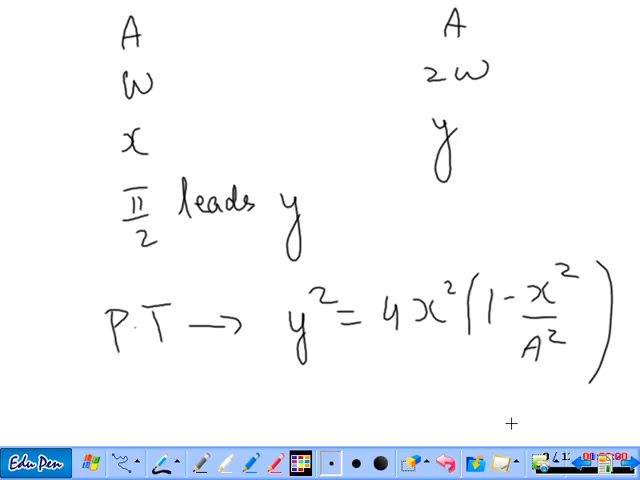 A A
W 2W
x y
π/2 leads y
P.T → y² = 4x² (1 - x²/A²)
Edu Pen